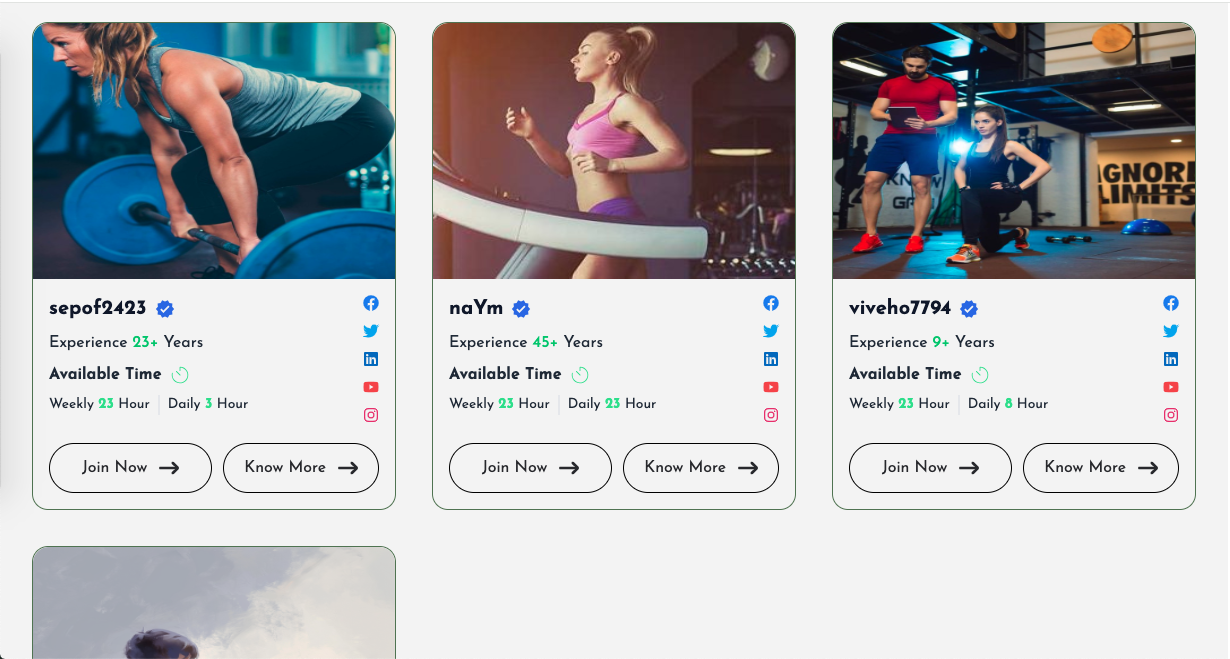 KNOW
IGNORE
LIMITS
sepof2423
Experience 23+ Years
Available Time
Weekly 23 Hour Daily 3 Hour
Join Now → Know More →
naYm
Experience 45+ Years
Available Time
Weekly 23 Hour Daily 23 Hour
Join Now → Know More →
viveho7794
Experience 9+ Years
Available Time
Weekly 23 Hour Daily 8 Hour
Join Now → Know More →